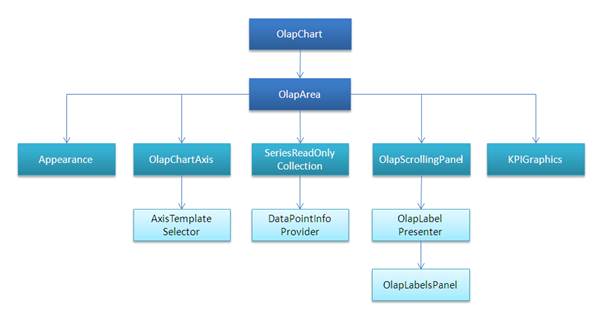 OlapChart
OlapArea
Appearance
OlapChartAxis
SeriesReadOnly
Collection
OlapScrollingPanel
KPIGraphics
AxisTemplate
Selector
DataPointInfo
Provider
OlapLabel
Presenter
OlapLabelsPanel